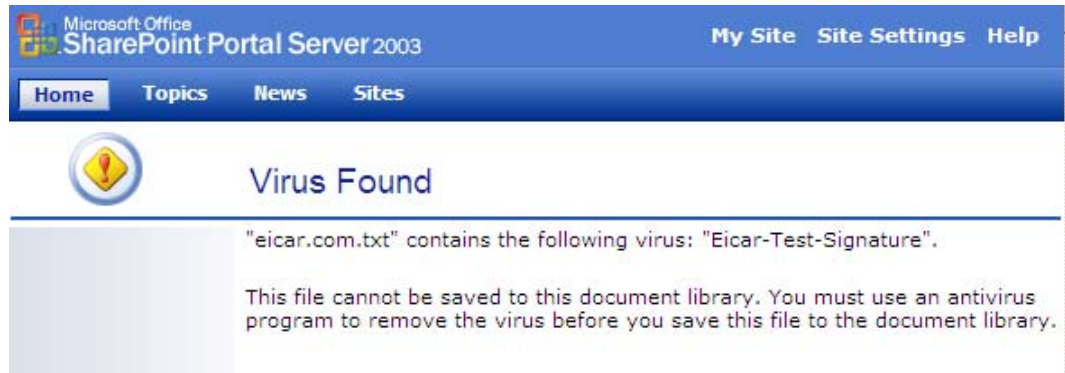 Microsoft Office
SharePoint Portal Server 2003
My Site Site Settings Help
Home Topics News Sites
Virus Found
"eicar.com.txt" contains the following virus: "Eicar-Test-Signature".
This file cannot be saved to this document library. You must use an antivirus
program to remove the virus before you save this file to the document library.